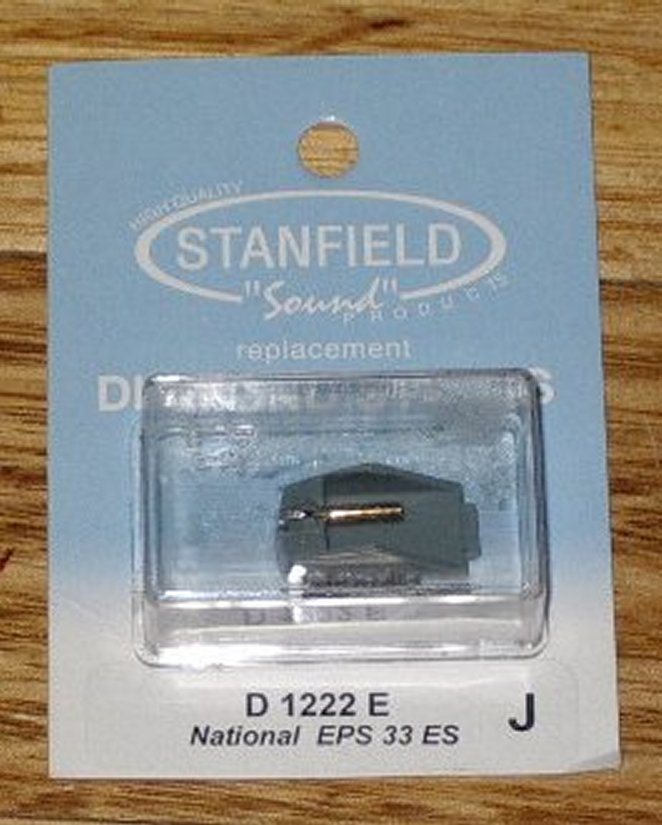 HIGH QUALITY
STANFIELD
"Sound"
PRODUCTS
replacement
D 1222 E
National EPS 33 ES
J